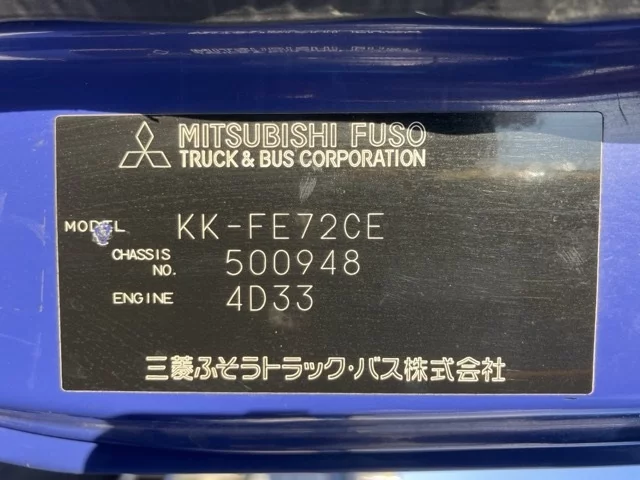 MITSUBISHI FUSO
TRUCK & BUS CORPORATION
MODEL KK-FE72CE
CHASSIS NO. 500948
ENGINE 4D33
三菱ふそうトラック・バス株式会社